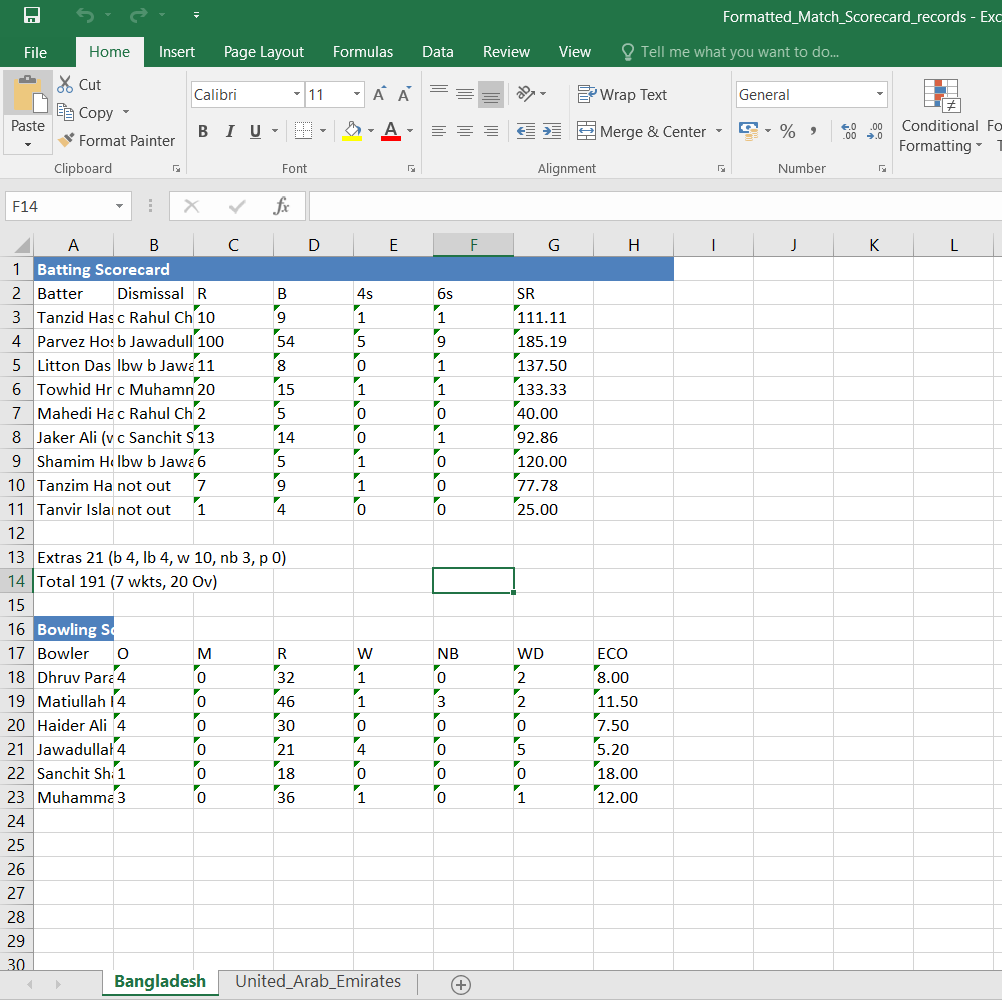 Formatted_Match_Scorecard_records - Exc
File Home Insert Page Layout Formulas Data Review View Tell me what you want to do...
Cut
Copy
Format Painter
Paste
Calibri 11 A A
B I U A
Wrap Text
Merge & Center
General
% , .00 .0
Conditional Fo
Formatting T
Clipboard Font Alignment Number
F14 fx
A B C D E F G H I J K L
1 Batting Scorecard
2 Batter Dismissal R B 4s 6s SR
3 Tanzid Has c Rahul Ch 10 9 1 1 111.11
4 Parvez Hos b Jawadull 100 54 5 9 185.19
5 Litton Das lbw b Jawa 11 8 0 1 137.50
6 Towhid Hr c Muhamm 20 15 1 1 133.33
7 Mahedi Ha c Rahul Ch 2 5 0 0 40.00
8 Jaker Ali (w c Sanchit S 13 14 0 1 92.86
9 Shamim Ho lbw b Jawa 6 5 1 0 120.00
10 Tanzim Ha not out 7 9 1 0 77.78
11 Tanvir Islar not out 1 4 0 0 25.00
12
13 Extras 21 (b 4, lb 4, w 10, nb 3, p 0)
14 Total 191 (7 wkts, 20 Ov)
15
16 Bowling Sc
17 Bowler O M R W NB WD ECO
18 Dhruv Para 4 0 32 1 0 2 8.00
19 Matiullah 4 0 46 1 3 2 11.50
20 Haider Ali 4 0 30 0 0 0 7.50
21 Jawadullah 4 0 21 4 0 5 5.20
22 Sanchit Sha 1 0 18 0 0 0 18.00
23 Muhamma 3 0 36 1 0 1 12.00
24
25
26
27
28
29
30
Bangladesh United_Arab_Emirates